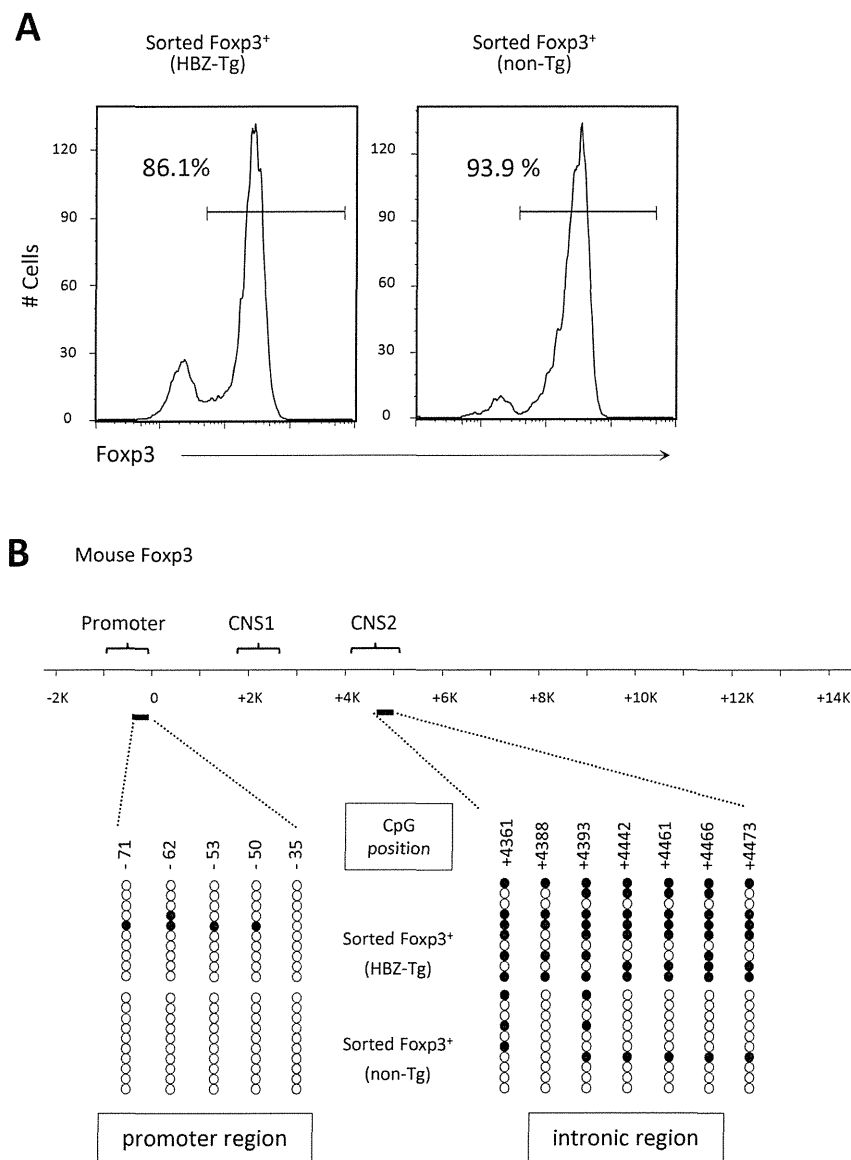 A
Sorted Foxp3+
(HBZ-Tg)
Sorted Foxp3+
(non-Tg)
# Cells
120
90
60
30
0
86.1%
120
90
60
30
0
93.9 %
Foxp3
B
Mouse Foxp3
Promoter
CNS1
CNS2
-2K 0 +2K +4K +6K +8K +10K +12K +14K
CpG
position
- 71
- 62
- 53
- 50
- 35
+4361
+4388
+4393
+4442
+4461
+4466
+4473
Sorted Foxp3+
(HBZ-Tg)
Sorted Foxp3+
(non-Tg)
promoter region
intronic region